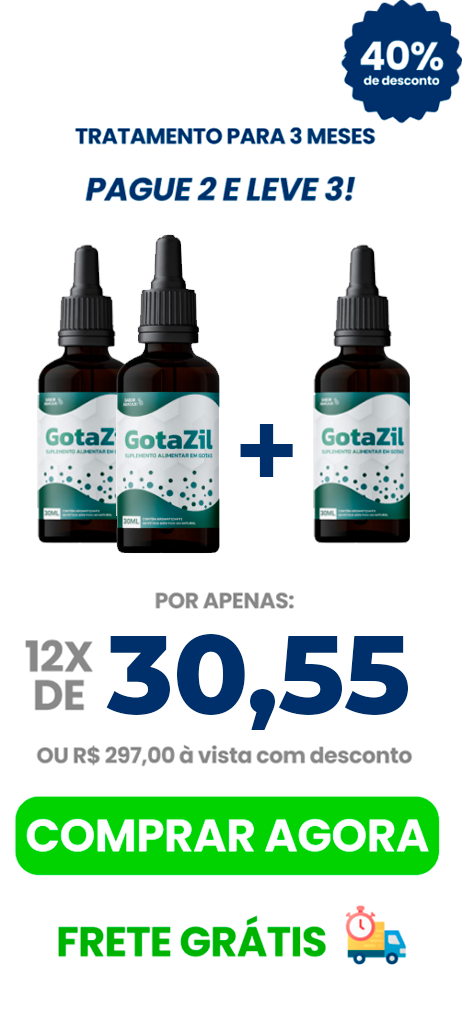 40%
de desconto
TRATAMENTO PARA 3 MESES
PAGUE 2 E LEVE 3!
GotaZ
SUPLEMENTO ALIMENTAR EM
30ML
GotaZil
SUPLEMENTO ALIMENTAR EM GOTAS
30ML
+
GotaZil
SUPLEMENTO ALIMENTAR EM GOTAS
30ML
POR APENAS:
12X
DE
30,55
OU R$ 297,00 à vista com desconto
COMPRAR AGORA
FRETE GRÁTIS